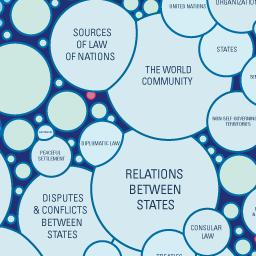 UNITED NATIONS
ORGANIZATION
SOURCES
OF LAW
OF NATIONS
STATES
THE WORLD
COMMUNITY
NON SELF-GOVERNING
TERRITORIES
DIPLOMATIC LAW
PEACEFUL
SETTLEMENT
RELATIONS
BETWEEN
STATES
DISPUTES
& CONFLICTS
BETWEEN
STATES
CONSULAR
LAW
TREATIES